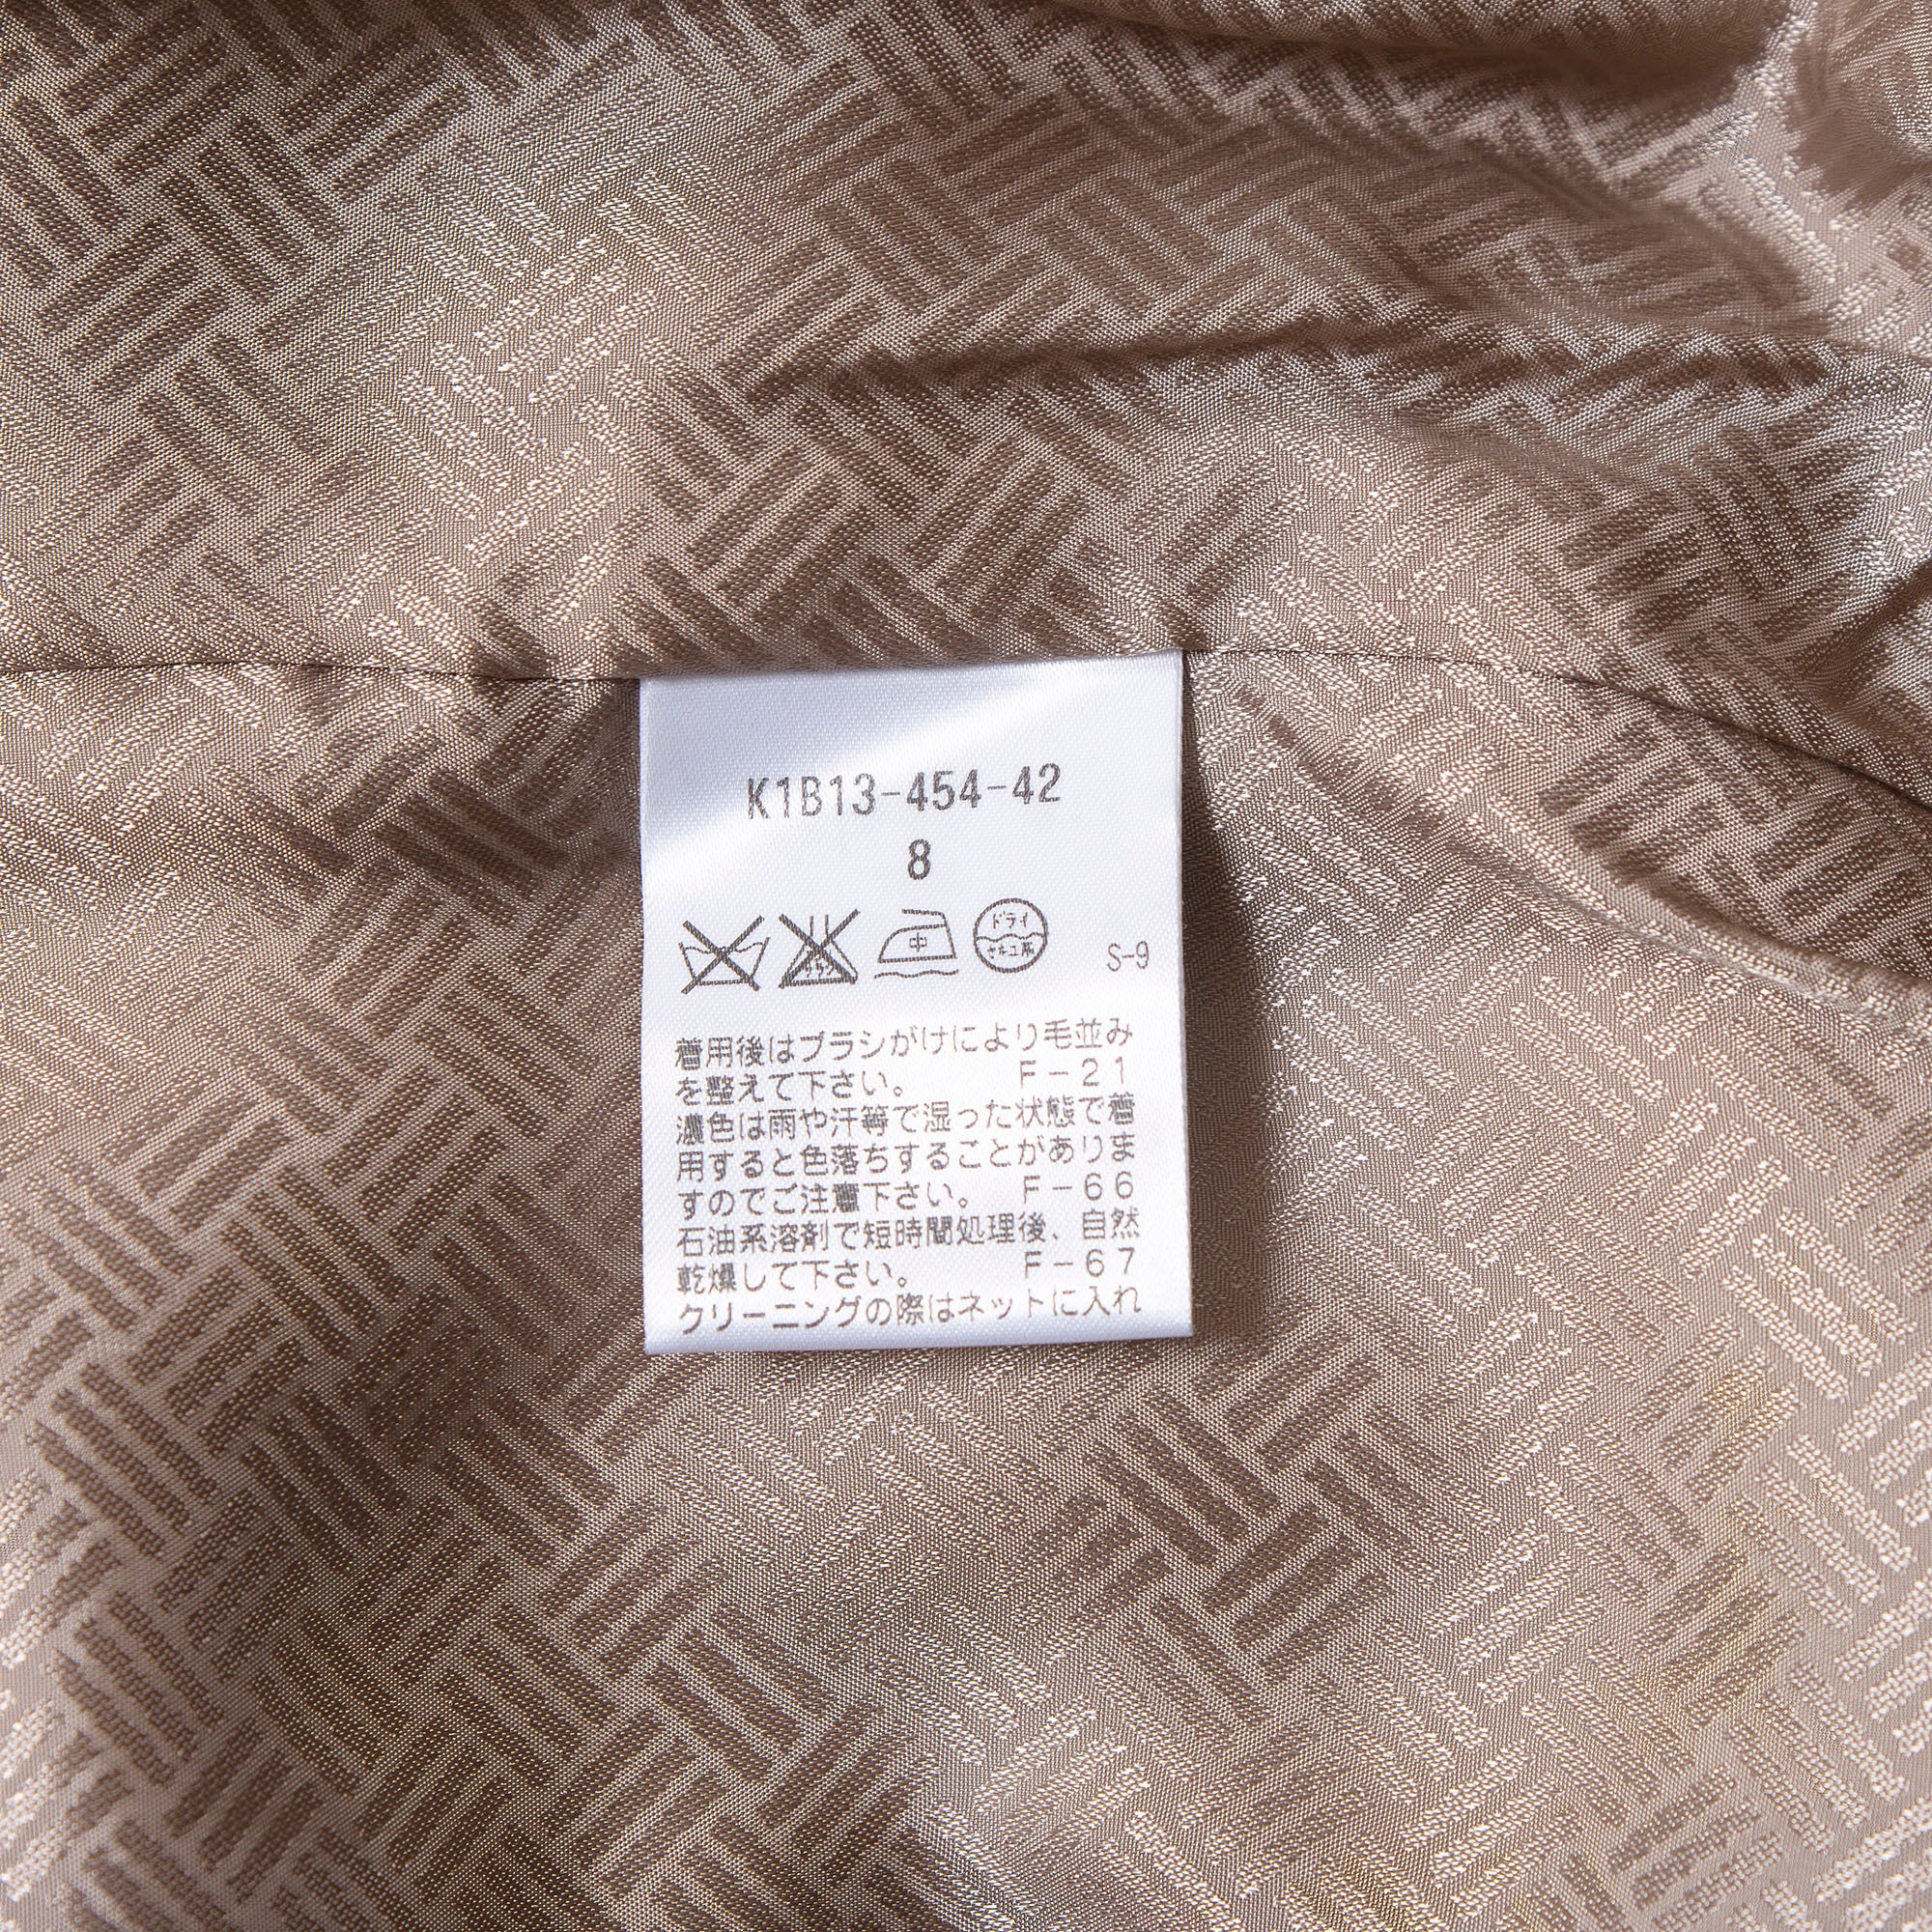 K1B13-454-42
8
中 ドライ
S-9
着用後はブラシがけにより毛並み
を整えて下さい。 F-21
濃色は雨や汗等で湿った状態で着
用すると色落ちすることがありま
すのでご注意下さい。 F-66
石油系溶剤で短時間処理後、自然
乾燥して下さい。 F-67
クリーニングの際はネットに入れ